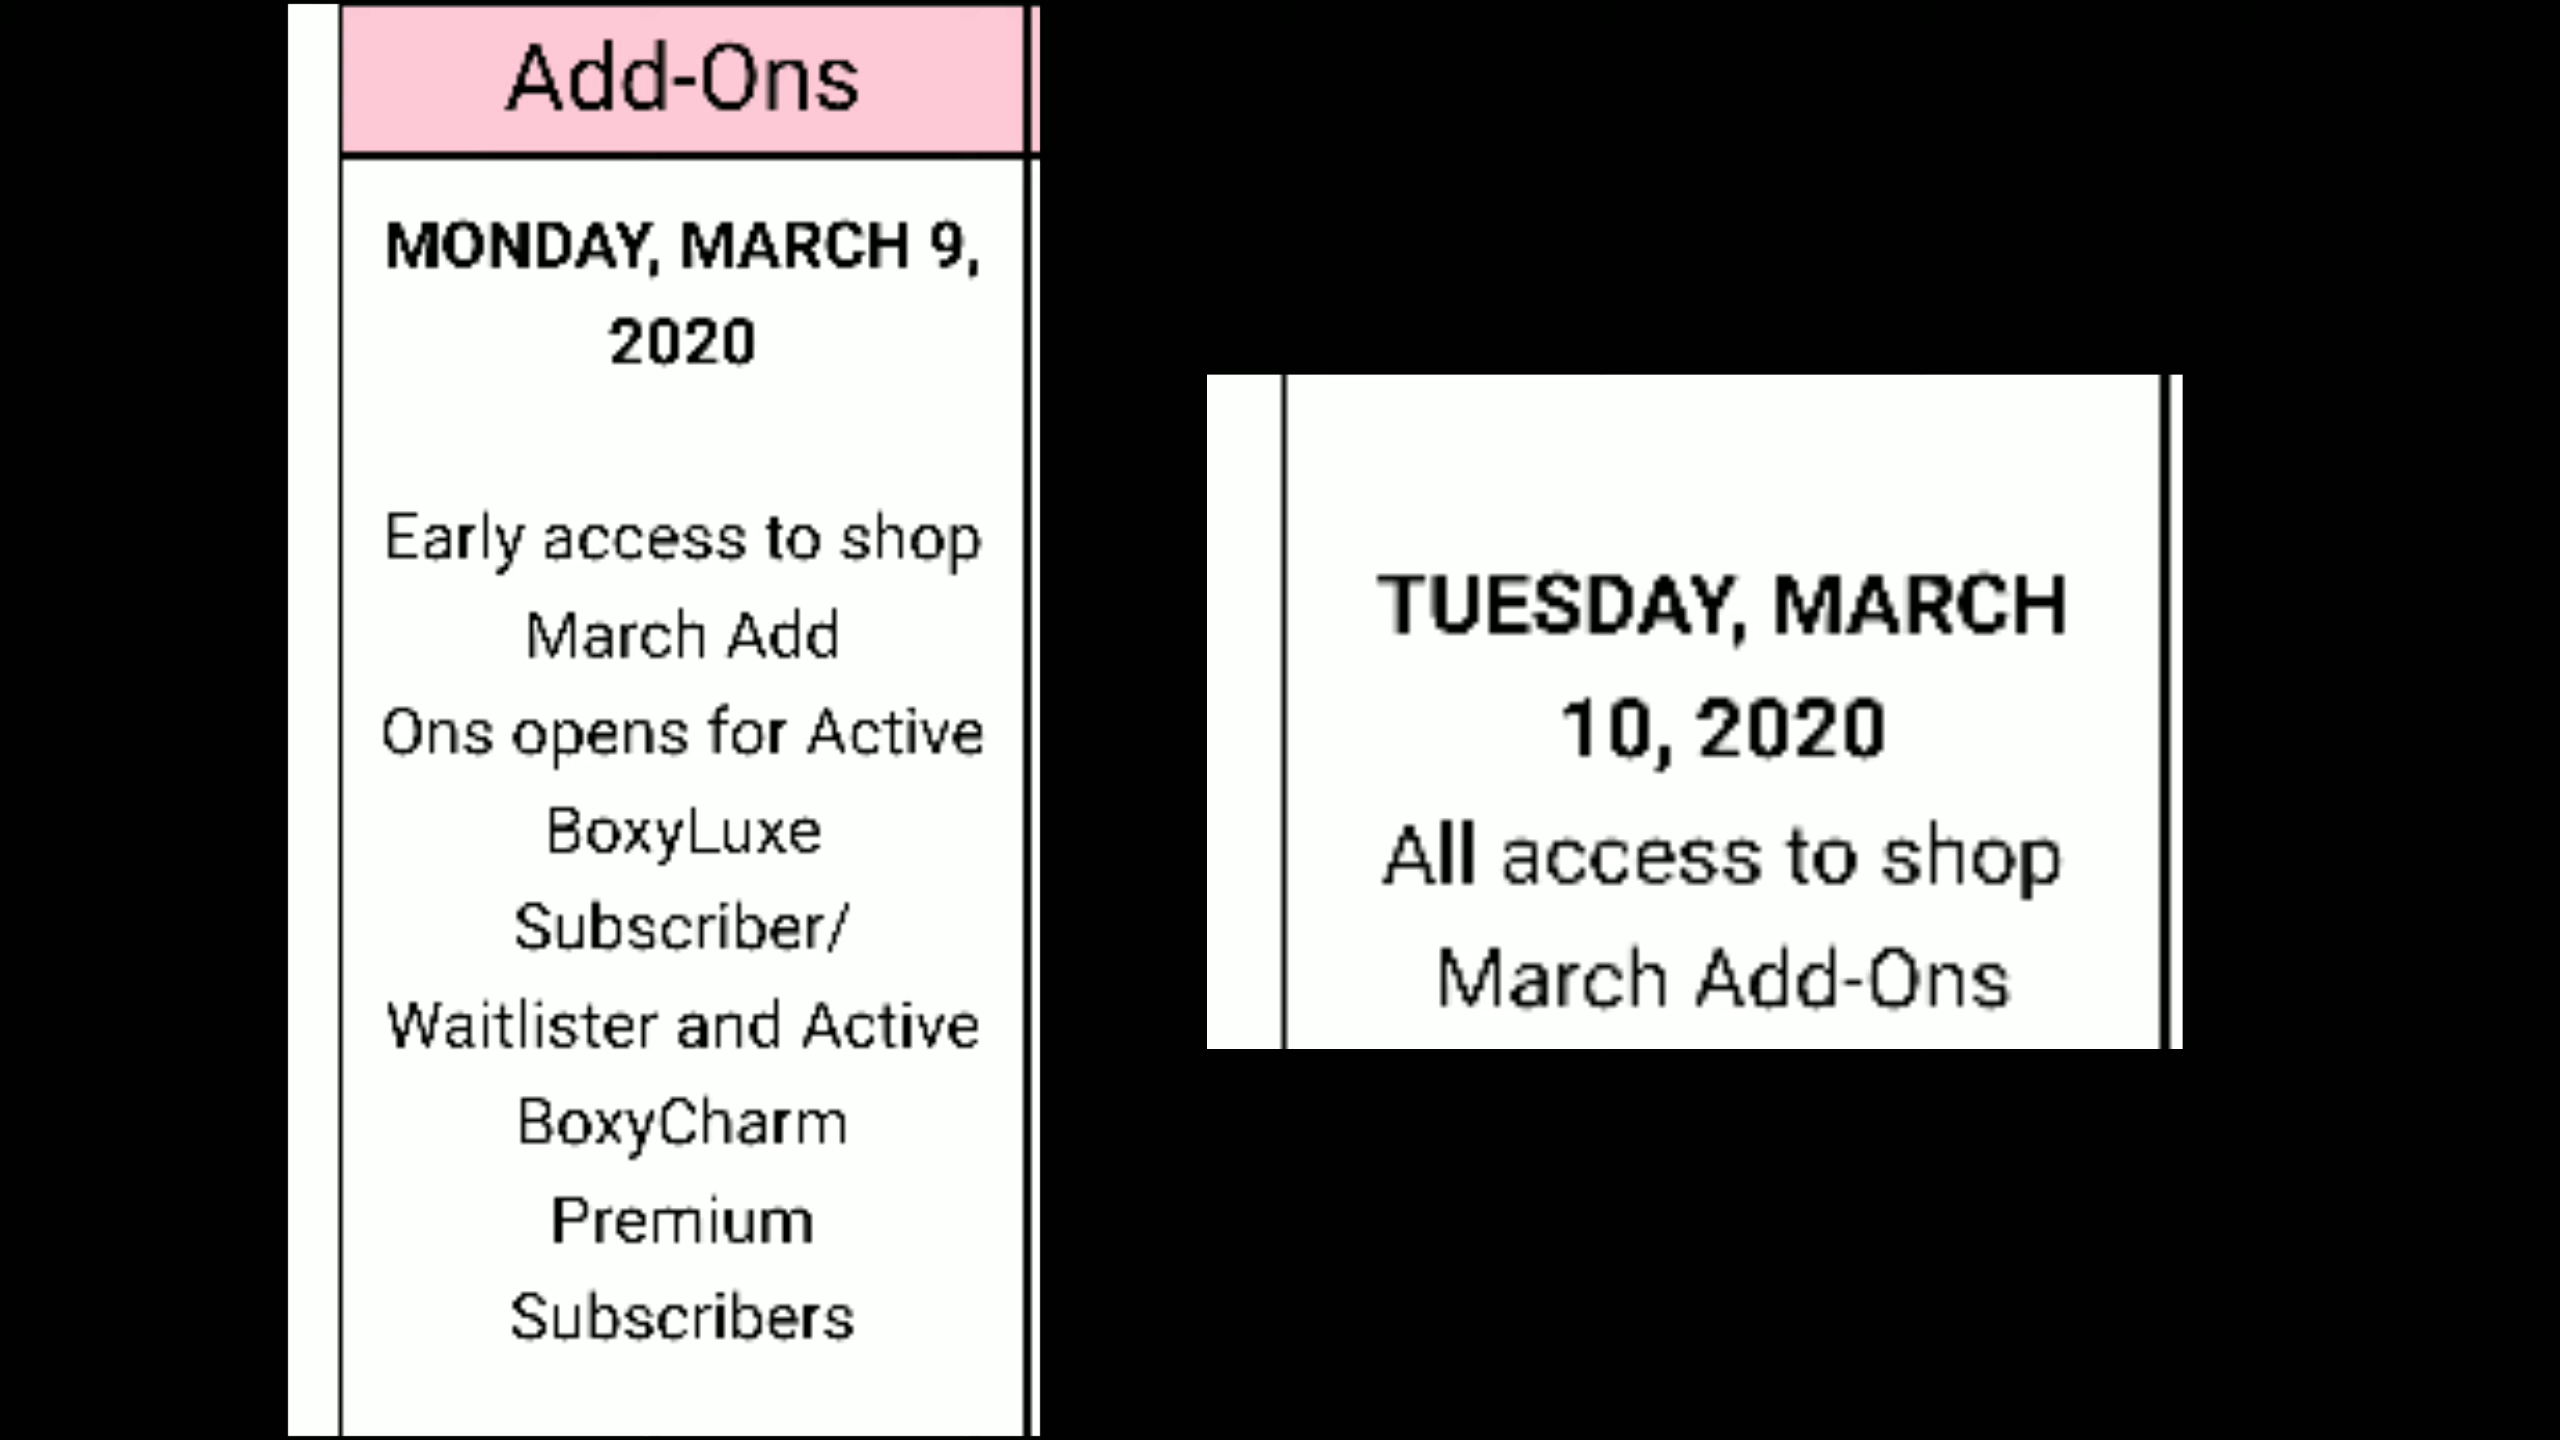 Add-Ons
MONDAY, MARCH 9,
2020
Early access to shop
March Add
Ons opens for Active
BoxyLuxe
Subscriber/
Waitlister and Active
BoxyCharm
Premium
Subscribers
TUESDAY, MARCH
10, 2020
All access to shop
March Add-Ons